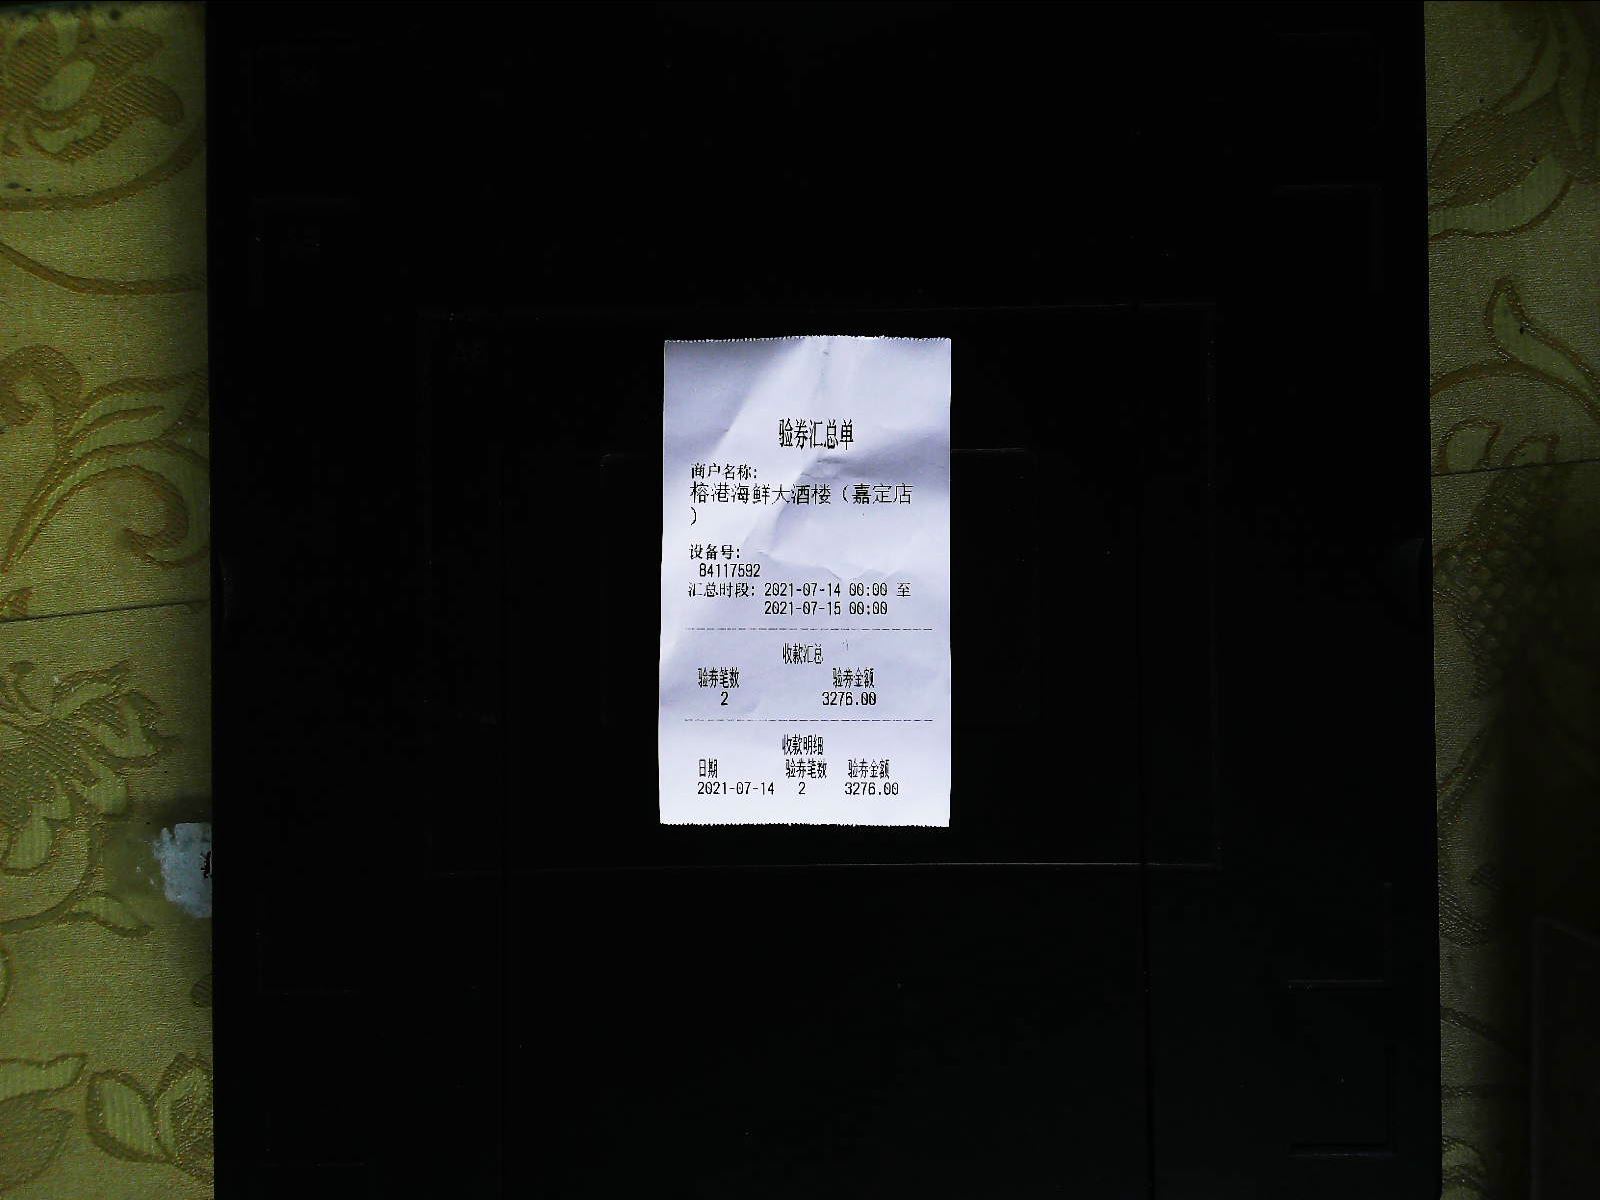 验券汇总单
商户名称:
榕港海鲜大酒楼（嘉定店
）
设备号:
84117592
汇总时段: 2021-07-14 00:00 至
2021-07-15 00:00
收款汇总
验券笔数 验券金额
2 3276.00
收款明细
日期 验券笔数 验券金额
2021-07-14 2 3276.00